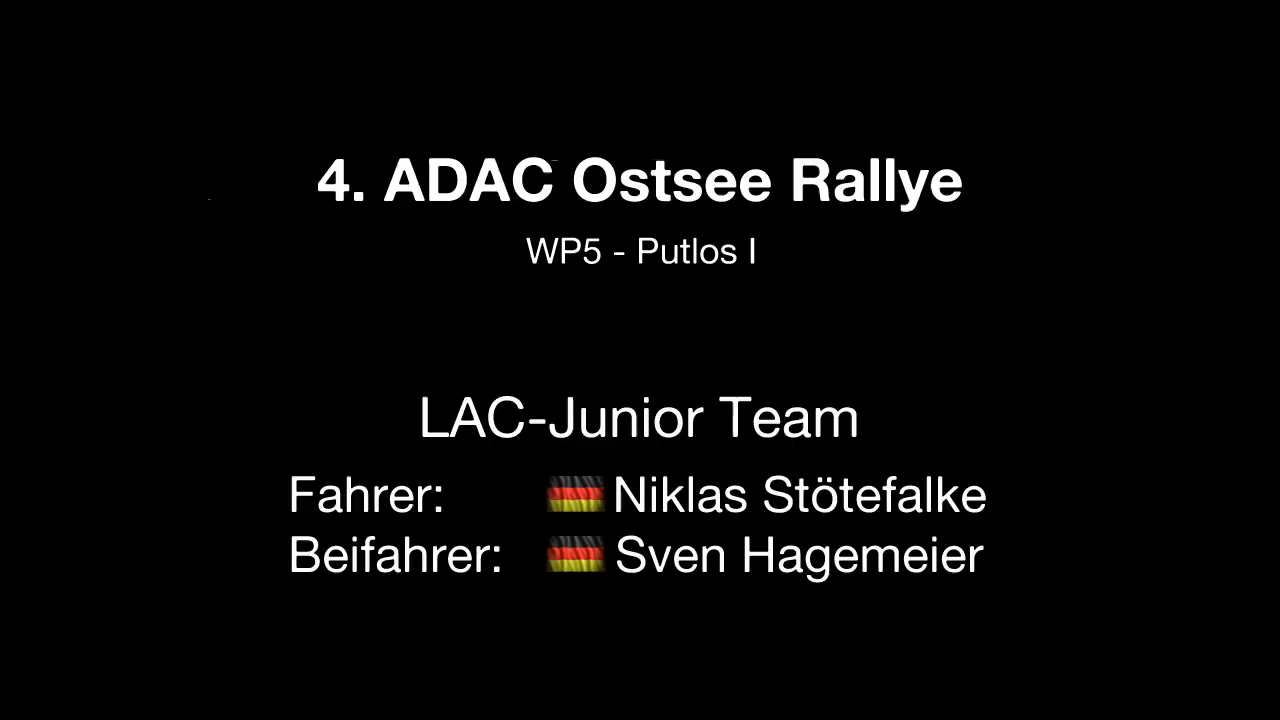 4. ADAC Ostsee Rallye
WP5 - Putlos I
LAC-Junior Team
Fahrer: Niklas Stötefalke
Beifahrer: Sven Hagemeier